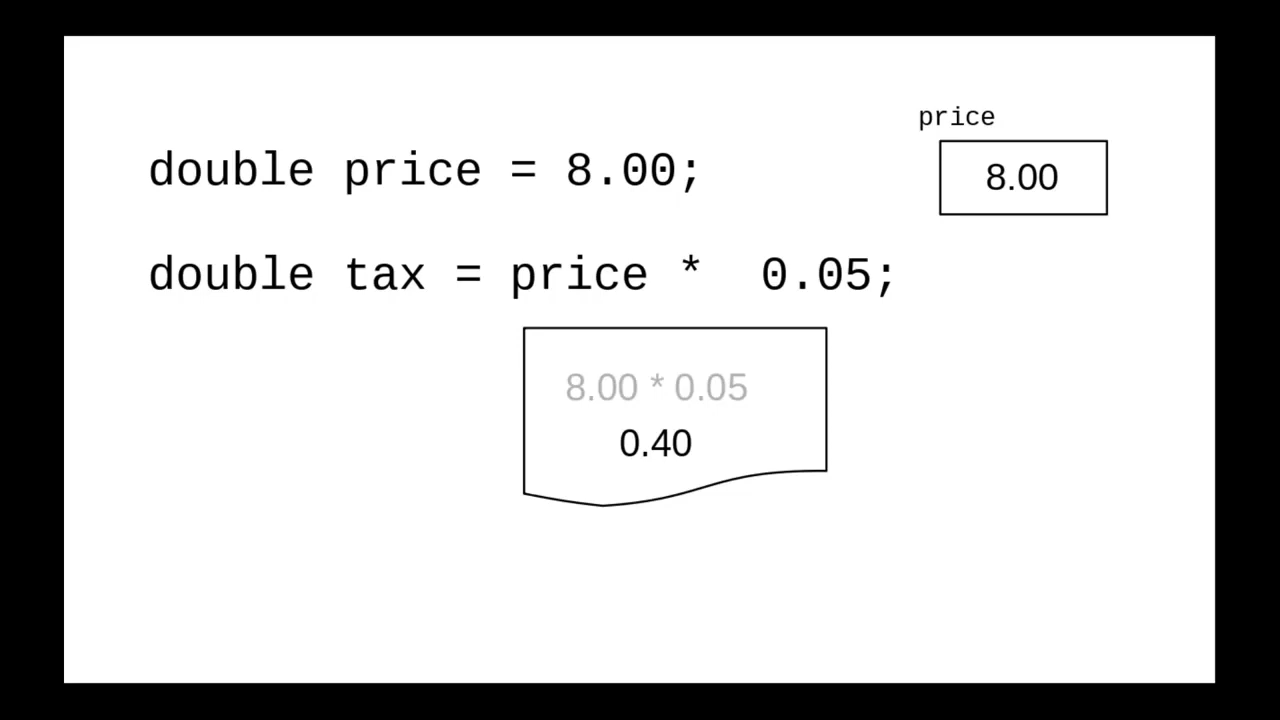 price
double price = 8.00;
8.00
double tax = price *  0.05;
8.00 * 0.05
0.40